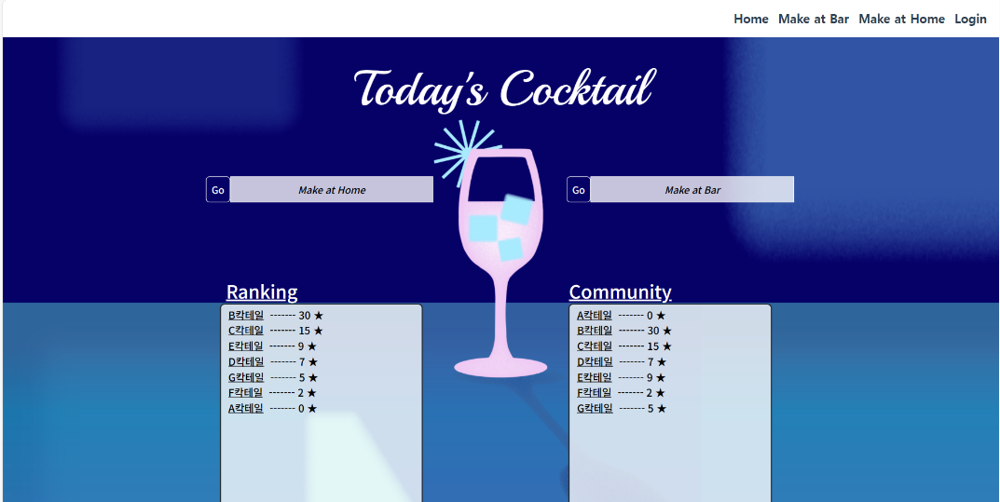 Home Make at Bar Make at Home Login
Today's Cocktail
Go Make at Home
Go Make at Bar
Ranking
B칵테일 ------- 30 ★
C칵테일 ------- 15 ★
E칵테일 ------- 9 ★
D칵테일 ------- 7 ★
G칵테일 ------- 5 ★
F칵테일 ------- 2 ★
A칵테일 ------- 0 ★
Community
A칵테일 ------- 0 ★
B칵테일 ------- 30 ★
C칵테일 ------- 15 ★
D칵테일 ------- 7 ★
E칵테일 ------- 9 ★
F칵테일 ------- 2 ★
G칵테일 ------- 5 ★